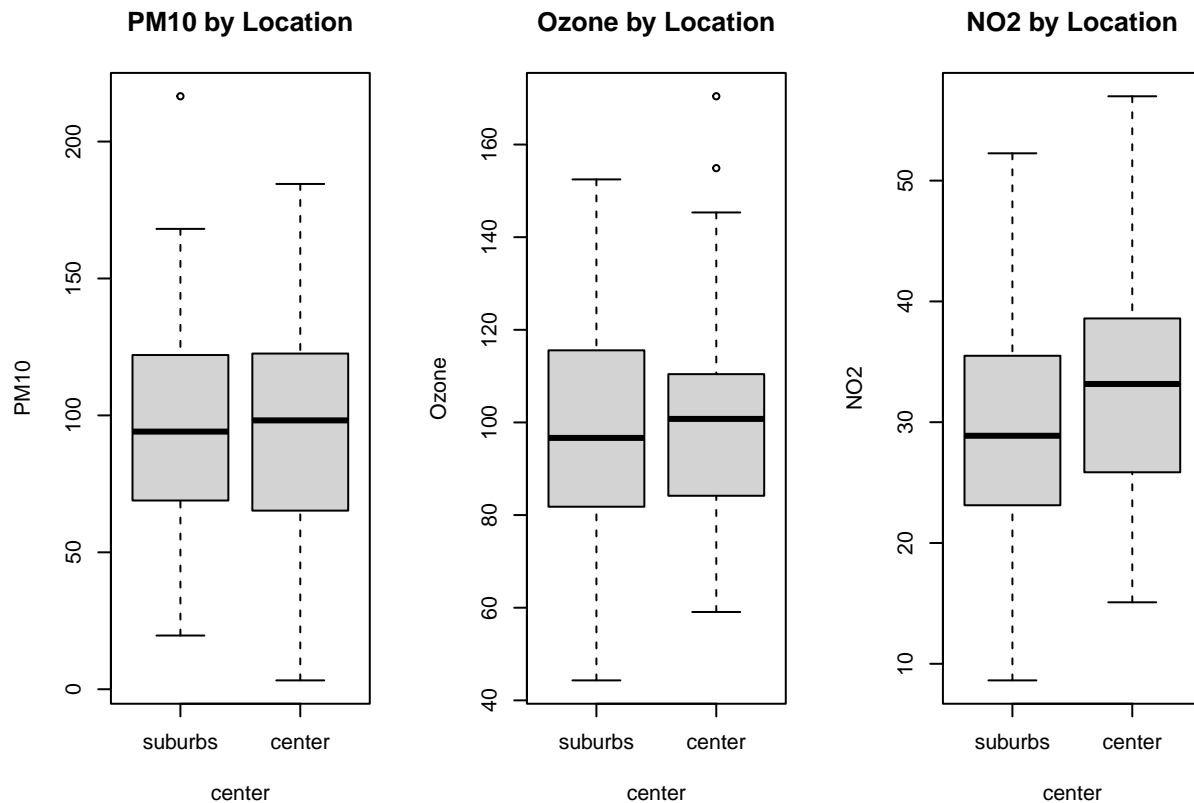 PM10 by Location
PM10
200
150
100
50
0
suburbs
center
center
Ozone by Location
Ozone
160
140
120
100
80
60
40
suburbs
center
center
NO2 by Location
NO2
50
40
30
20
10
suburbs
center
center